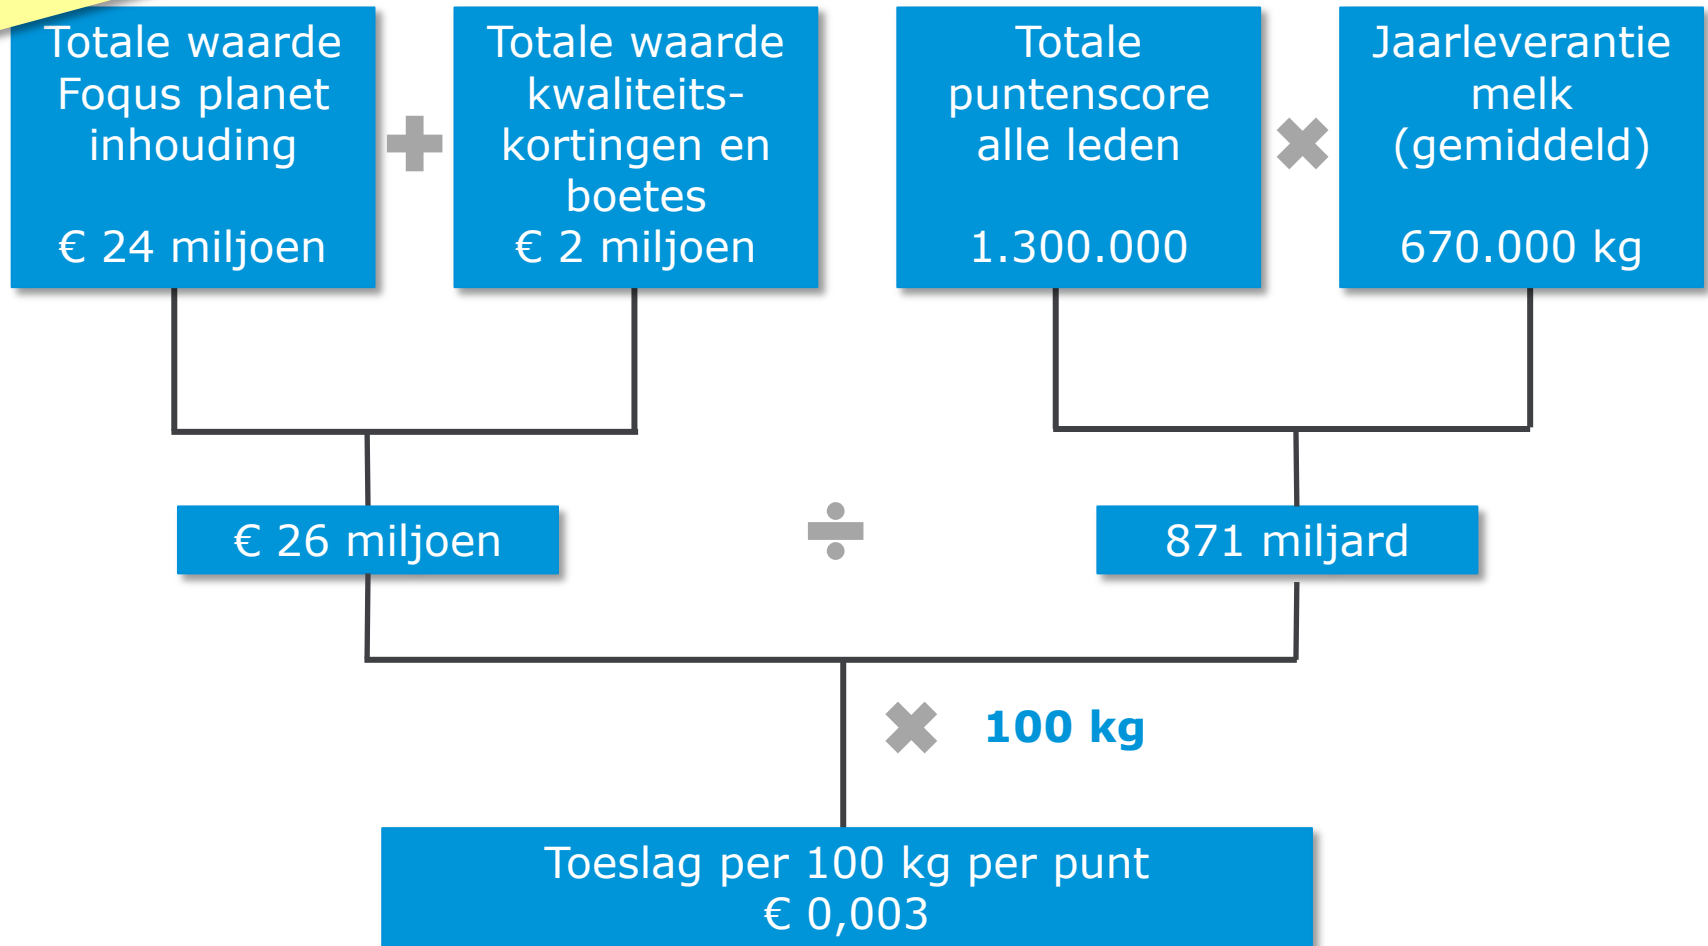 Totale waarde
Foqus planet
inhouding
€ 24 miljoen
Totale waarde
kwaliteits-
kortingen en
boetes
€ 2 miljoen
Totale
puntenscore
alle leden
1.300.000
Jaarleverantie
melk
(gemiddeld)
670.000 kg
€ 26 miljoen
871 miljard
100 kg
Toeslag per 100 kg per punt
€ 0,003